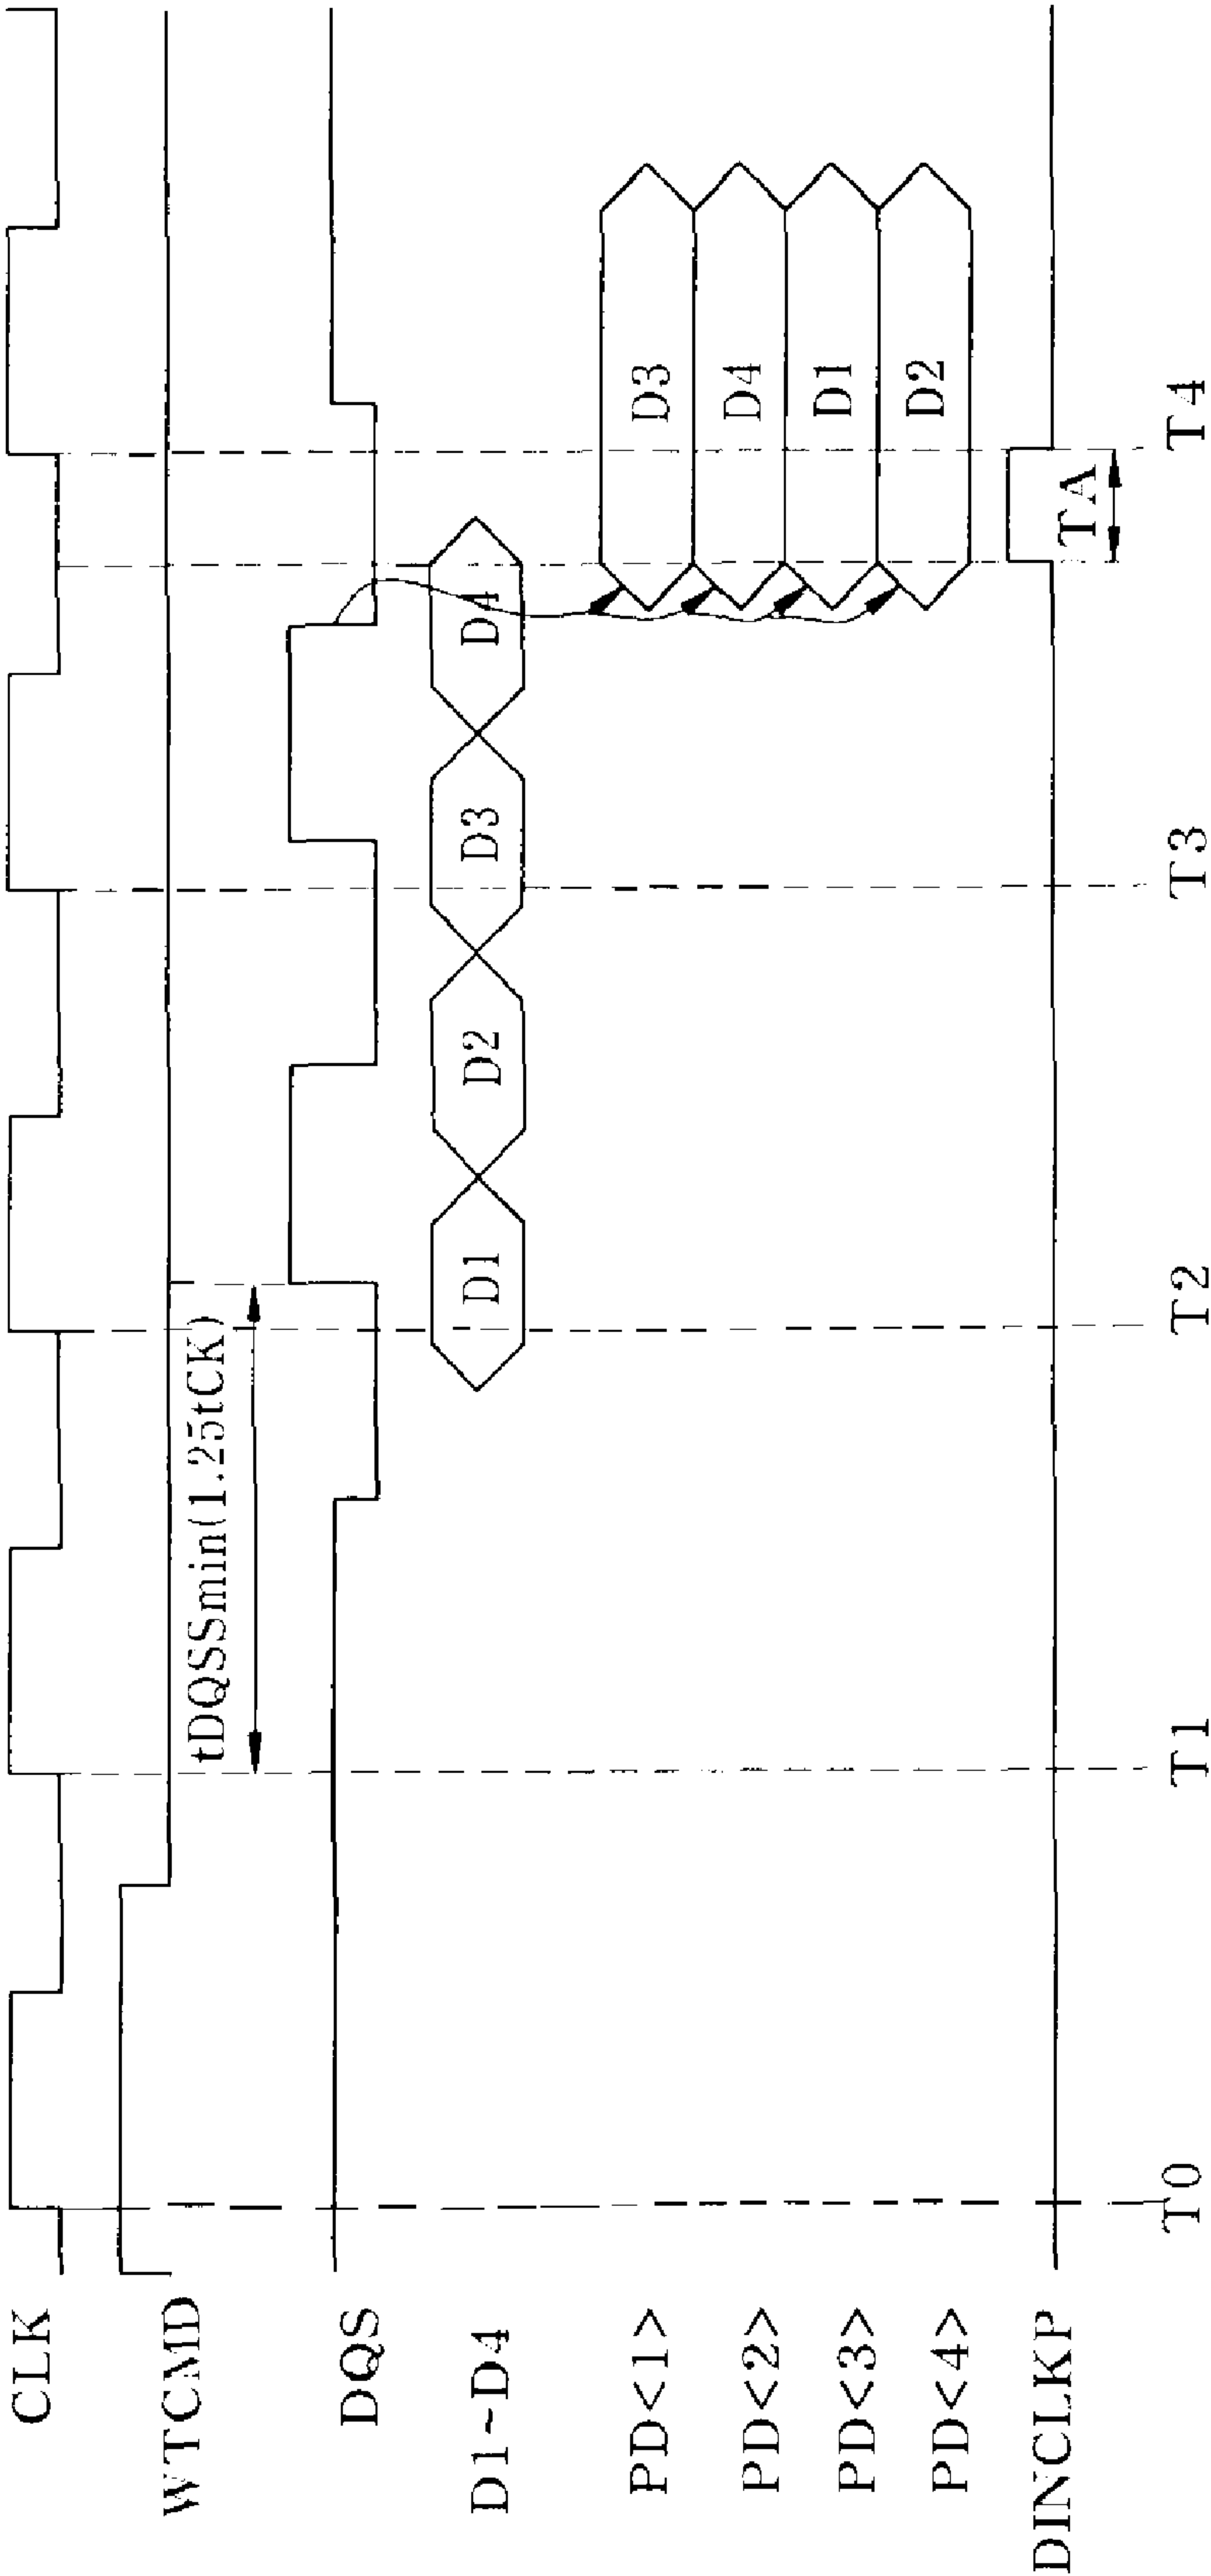 CLK
WTCMD
tDQSSmin(1.25tCK)
DQS
D1~D4
D1
D2
D3
D4
PD<1>
D3
PD<2>
D4
PD<3>
D1
PD<4>
D2
DINCLKP
TA
T0
T1
T2
T3
T4